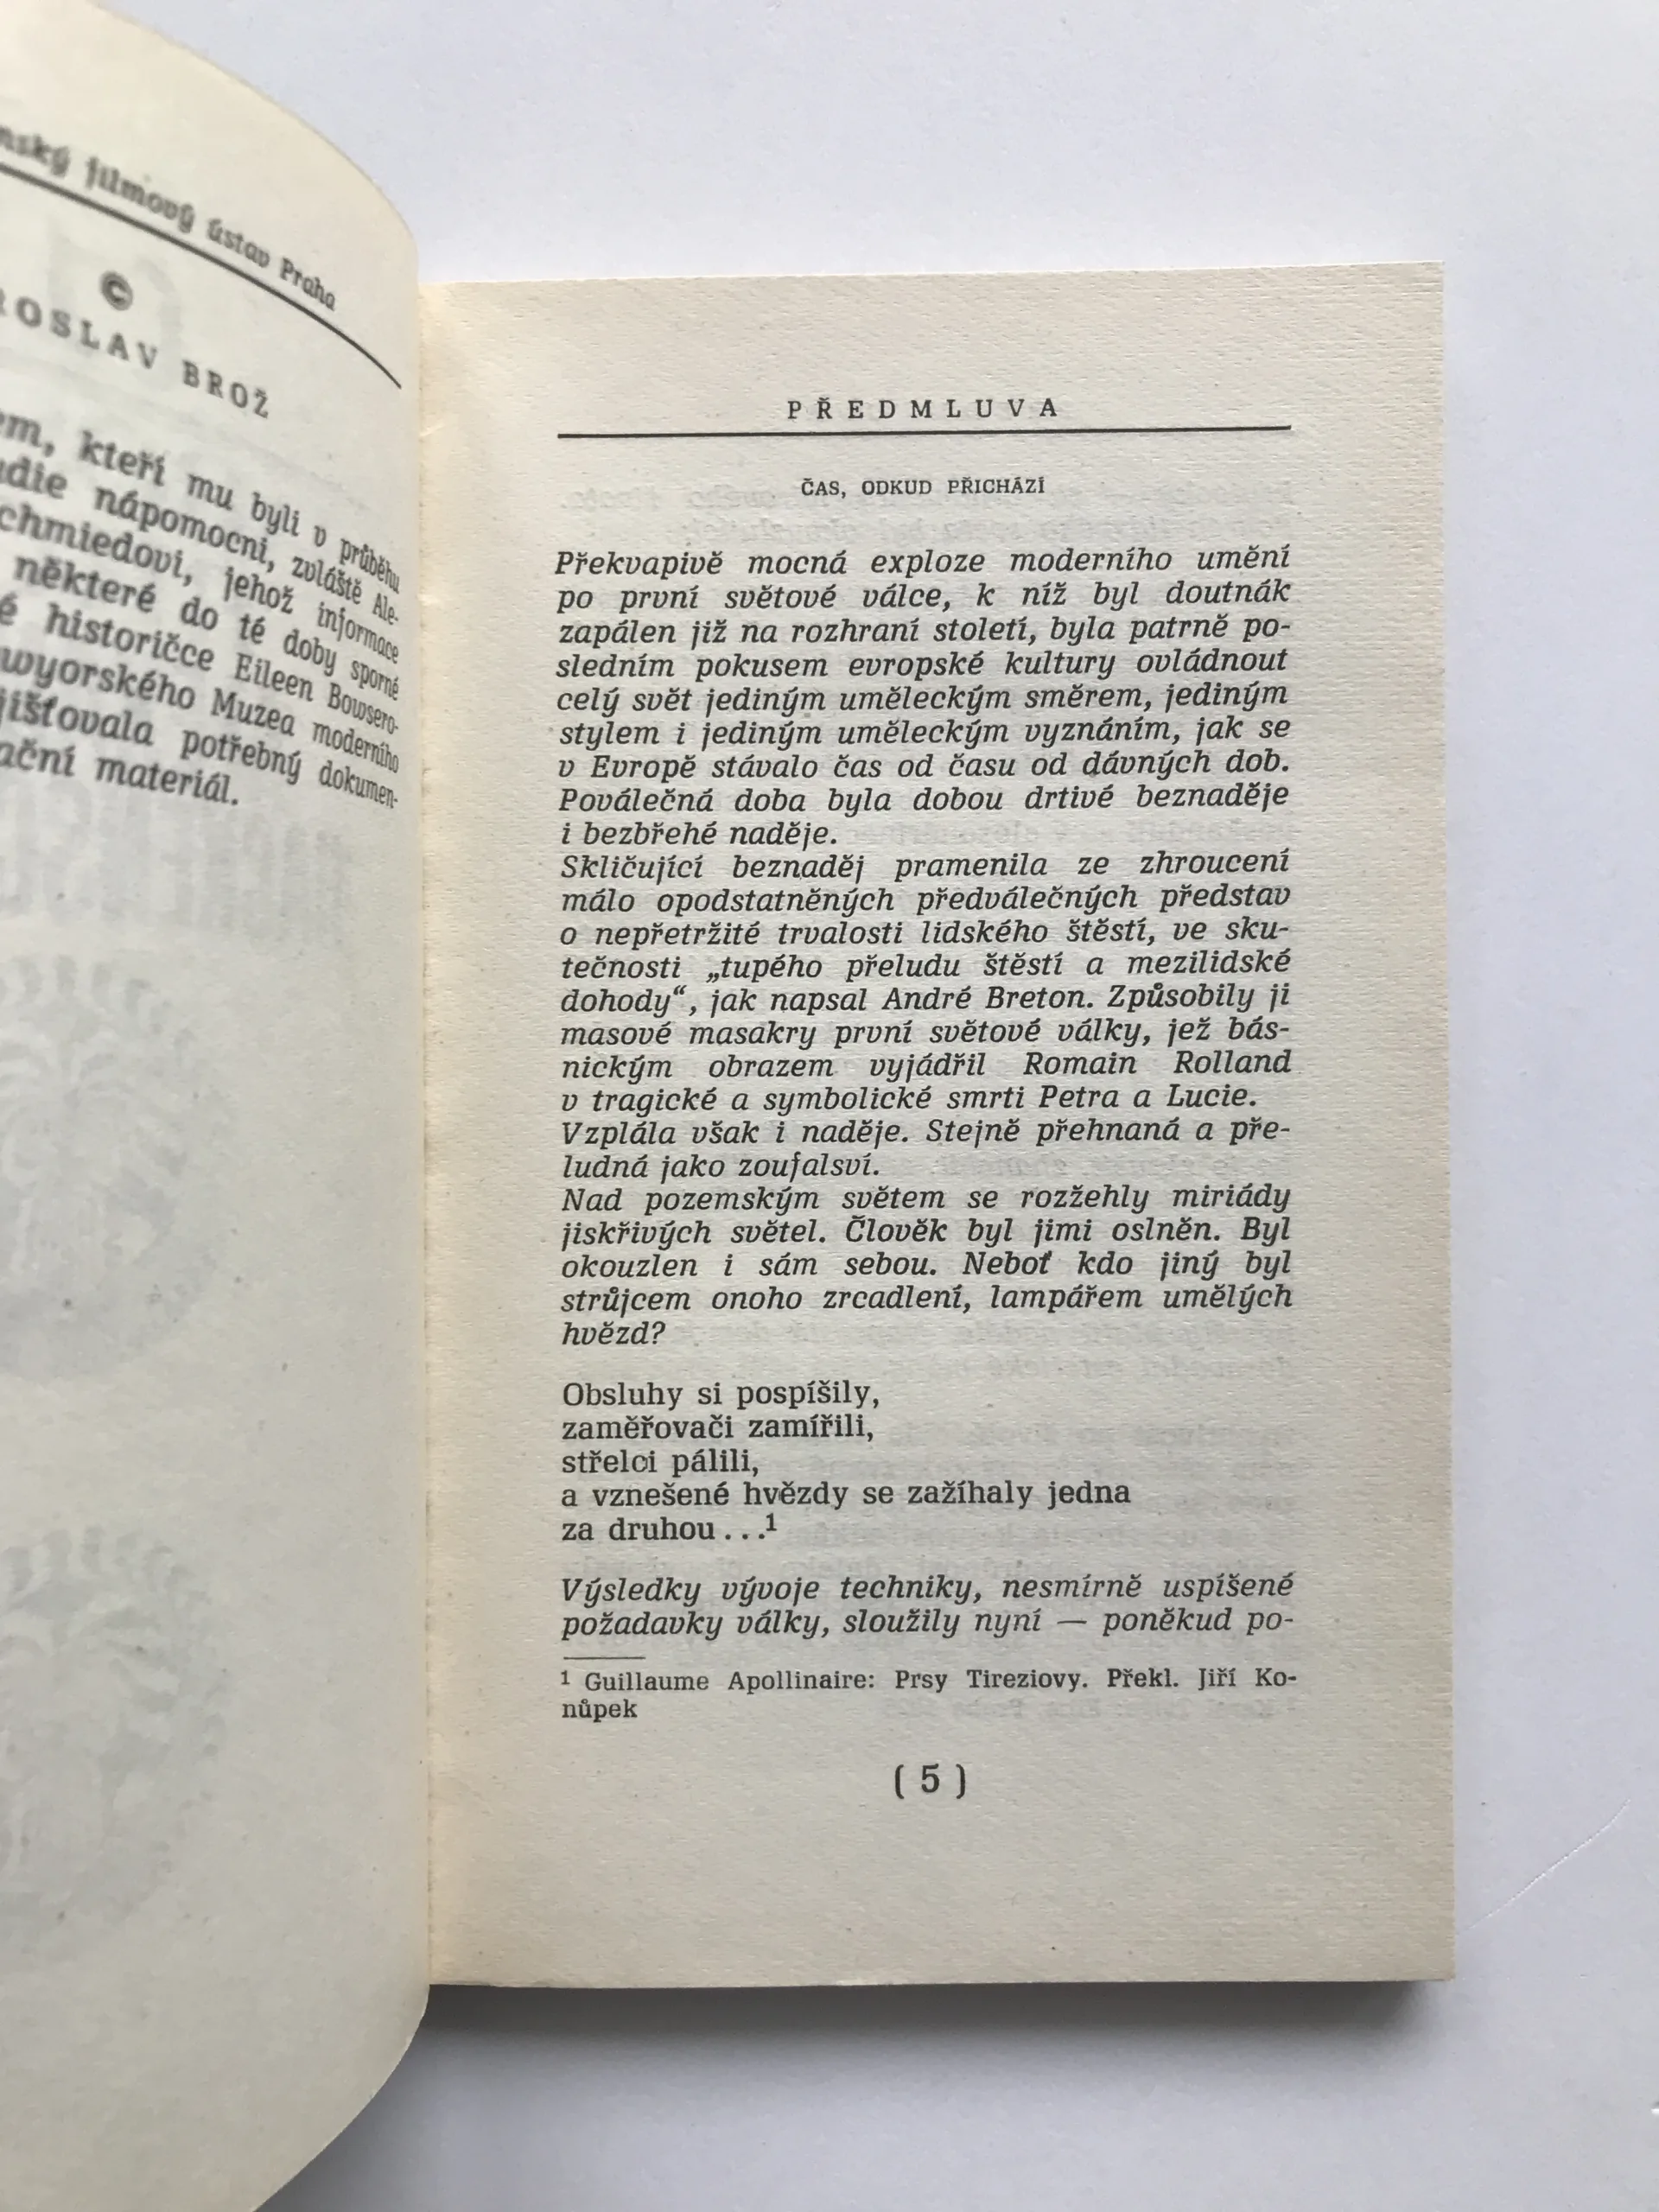 jilmový ústav Praha
©
BROŽ
kteří mu byli v průběhu
nápomocni, zvláště Ale-
jehož informace
některé do té doby sporné
historičce Eileen Bowsero-
Muzea moderního
potřebný dokumen-
materiál.
PŘEDMLUVA
ČAS, ODKUD PŘICHÁZÍ
Překvapivě mocná exploze moderního umění
po první světové válce, k níž byl doutnák
zapálen již na rozhraní století, byla patrně po-
sledním pokusem evropské kultury ovládnout
celý svět jediným uměleckým směrem, jediným
stylem i jediným uměleckým vyznáním, jak se
v Evropě stávalo čas od času od dávných dob.
Poválečná doba byla dobou drtivé beznaděje
i bezbřehé naděje.
Skličující beznaděj pramenila ze zhroucení
málo opodstatněných předválečných představ
o nepřetržité trvalosti lidského štěstí, ve sku-
tečnosti „tupého přeludu štěstí a mezilidské
dohody“, jak napsal André Breton. Způsobily ji
masové masakry první světové války, jež bás-
nickým obrazem vyjádřil Romain Rolland
v tragické a symbolické smrti Petra a Lucie.
Vzplála však i naděje. Stejně přehnaná a pře-
ludná jako zoufalsví.
Nad pozemským světem se rozžehly miriády
jiskřivých světel. Člověk byl jimi oslněn. Byl
okouzlen i sám sebou. Neboť kdo jiný byl
strůjcem onoho zrcadlení, lampářem umělých
hvězd?
Obsluhy si pospíšily,
zaměřovači zamířili,
střelci pálili,
a vznešené hvězdy se zažíhaly jedna
za druhou . . .¹
Výsledky vývoje techniky, nesmírně uspíšené
požadavky války, sloužily nyní — poněkud po-
¹ Guillaume Apollinaire: Prsy Tireziovy. Překl. Jiří Ko-
nůpek
( 5 )